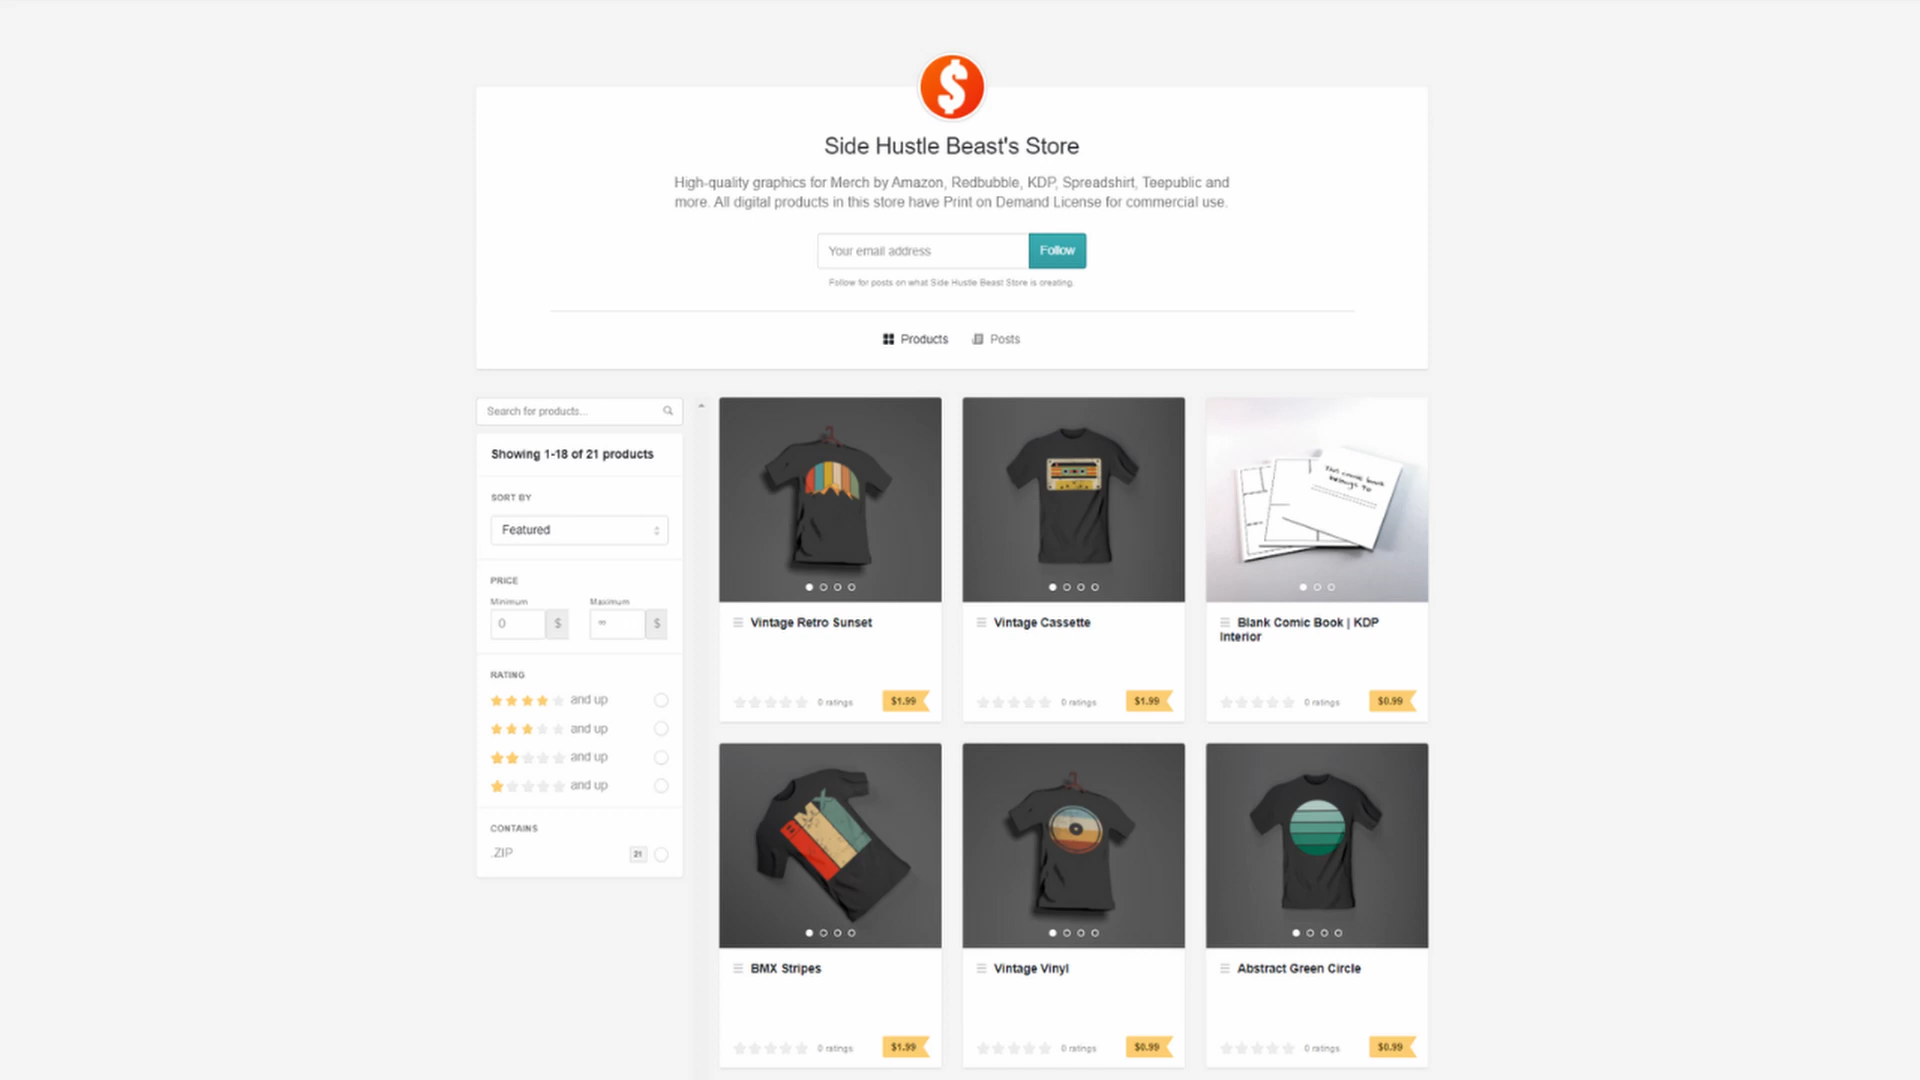 $
Side Hustle Beast's Store
High-quality graphics for Merch by Amazon, Redbubble, KDP, Spreadshirt, Teepublic and
more. All digital products in this store have Print on Demand License for commercial use.
Your email address
Follow
Follow for posts on what Side Hustle Beast Store is creating.
Products
Posts
Search for products...
Showing 1-18 of 21 products
SORT BY
Featured
PRICE
Minimum
Maximum
0
$
∞
$
RATING
and up
and up
and up
and up
CONTAINS
.ZIP
21
This comic book
belongs to
Vintage Retro Sunset
0 ratings
$1.99
Vintage Cassette
0 ratings
$1.99
Blank Comic Book | KDP
Interior
0 ratings
$0.99
BMX Stripes
0 ratings
$1.99
Vintage Vinyl
0 ratings
$0.99
Abstract Green Circle
0 ratings
$0.99